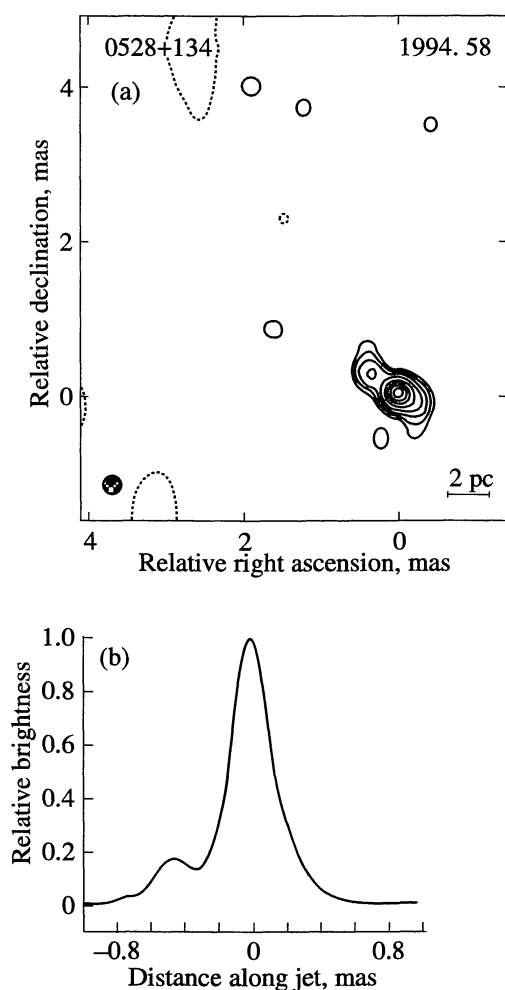 0528+134 1994. 58
(a)
4
2
0
Relative declination, mas
2 pc
4 2 0
Relative right ascension, mas
(b)
1.0
0.8
0.6
0.4
0.2
0
Relative brightness
−0.8 0 0.8
Distance along jet, mas